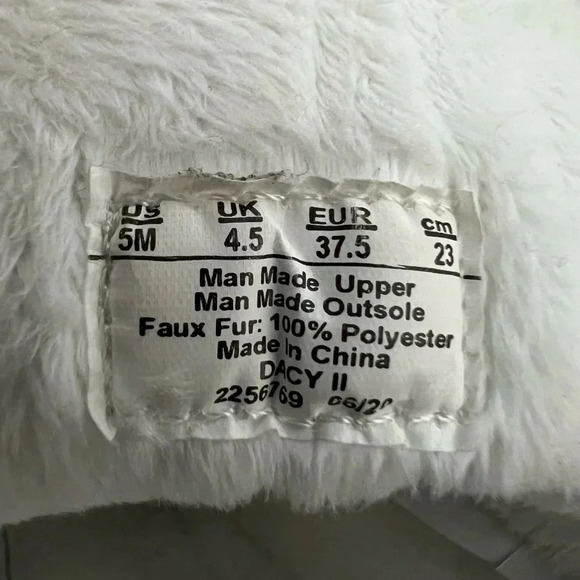 US UK EUR cm
5M 4.5 37.5 23
Man Made Upper
Man Made Outsole
Faux Fur: 100% Polyester
Made In China
DACY II